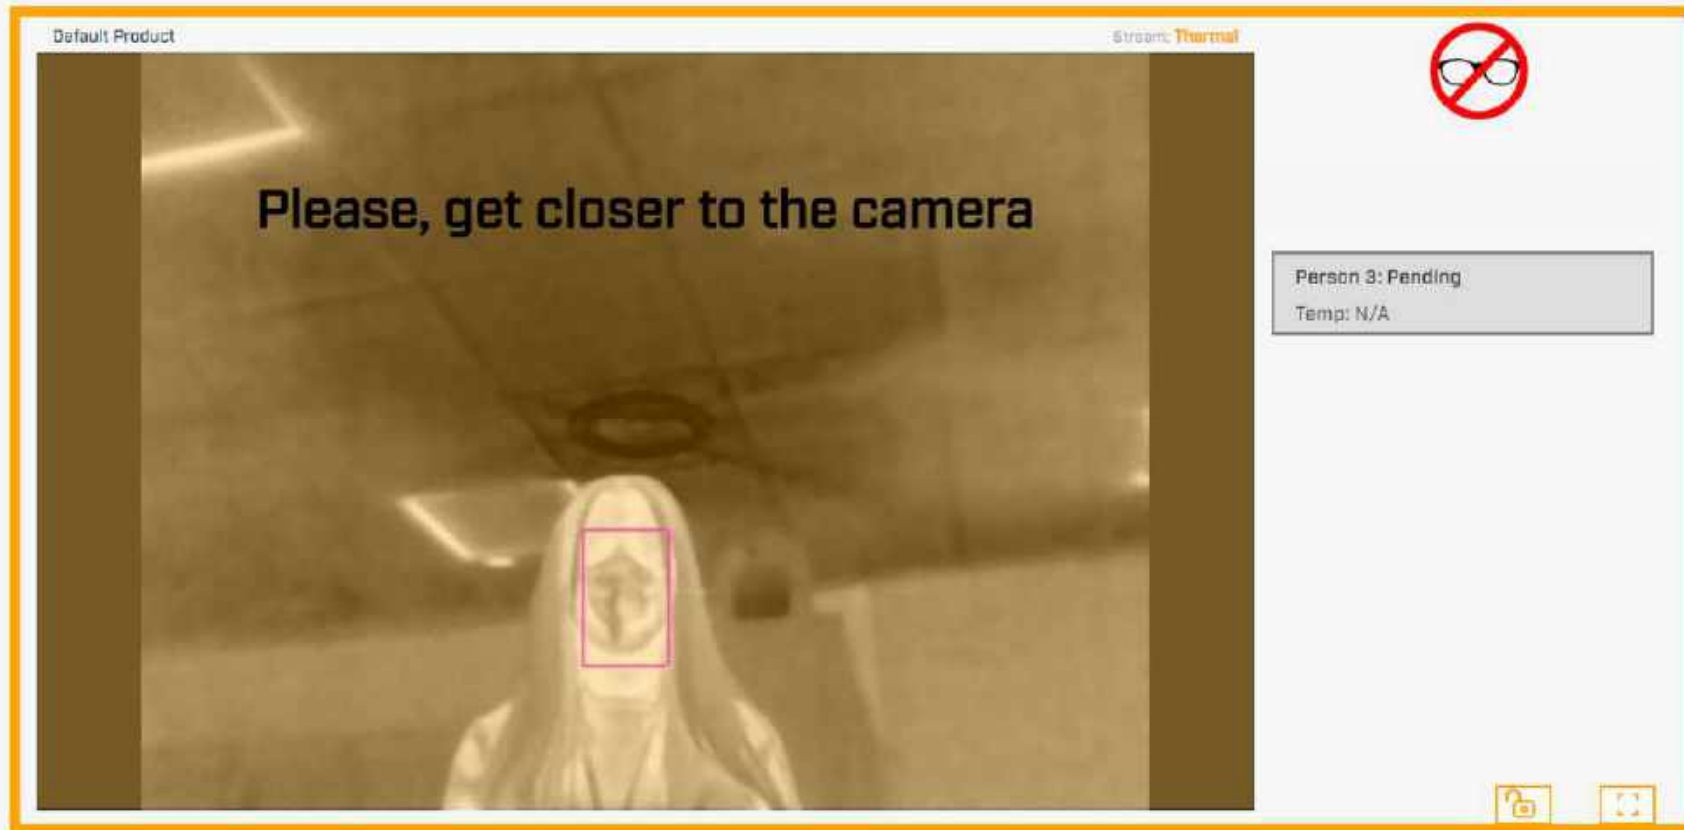 Default Product
Stream: Thermal
Please, get closer to the camera
Person 3: Pending
Temp: N/A